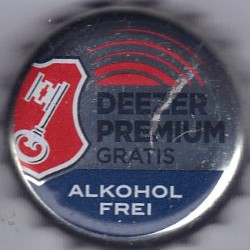 DEEZER
PREMIUM
GRATIS
ALKOHOL
FREI